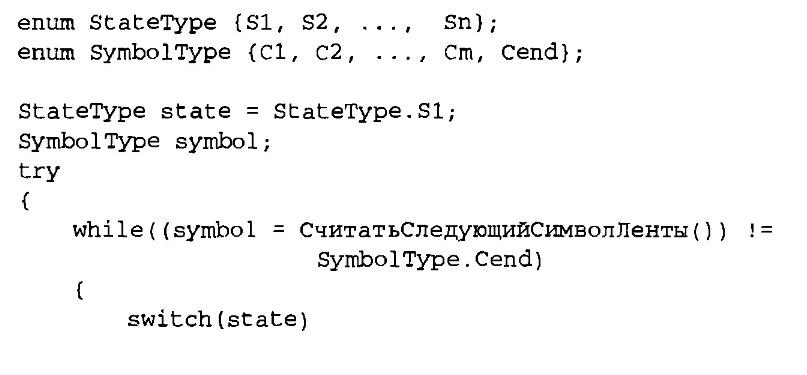 enum StateType {S1, S2, ..., Sn};
enum SymbolType {C1, C2, ..., Cm, Cend};
StateType state = StateType.S1;
SymbolType symbol;
try
{
while((symbol = СчитатьСледующийСимволЛенты()) !=
SymbolType.Cend)
{
switch(state)